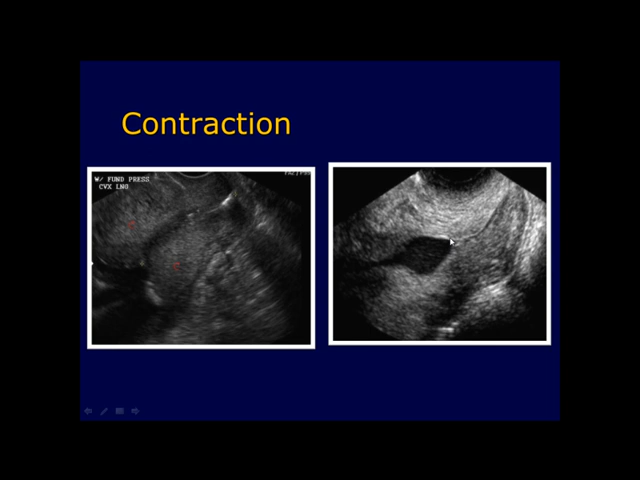 Contraction
W/ FUND PRESS
CVX LNG